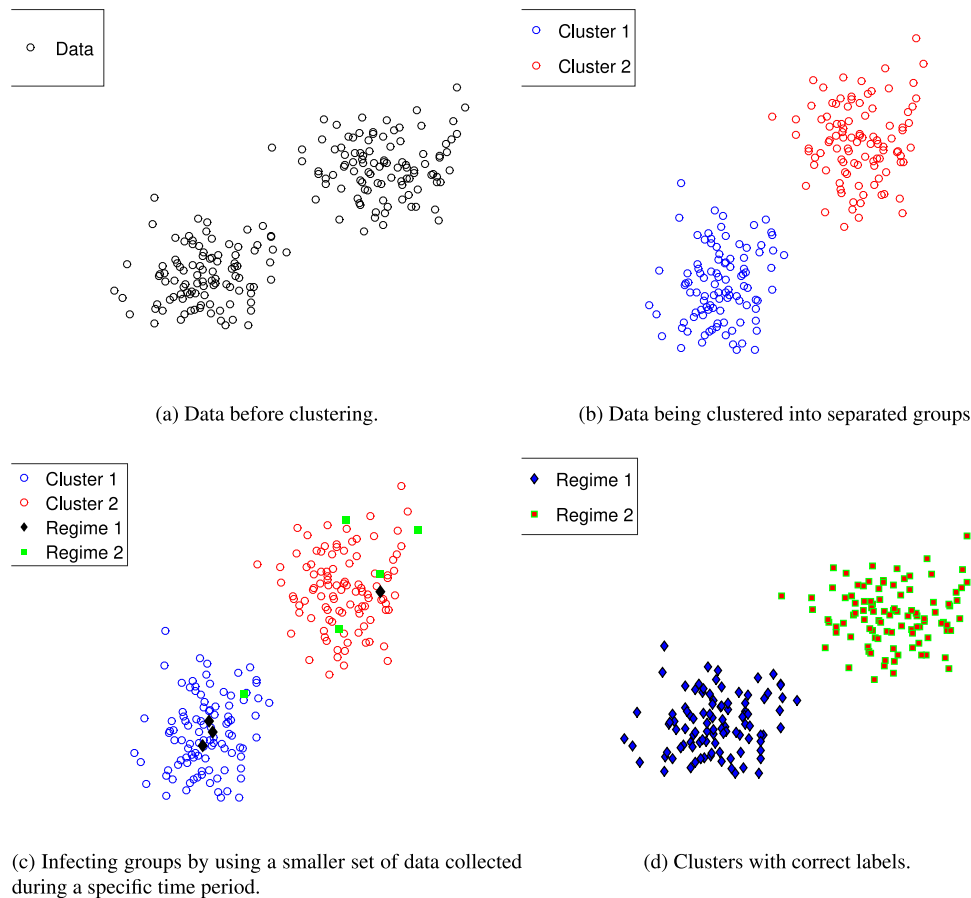 Data
Cluster 1
Cluster 2
(a) Data before clustering.
(b) Data being clustered into separated groups
Cluster 1
Cluster 2
Regime 1
Regime 2
Regime 1
Regime 2
(c) Infecting groups by using a smaller set of data collected
during a specific time period.
(d) Clusters with correct labels.